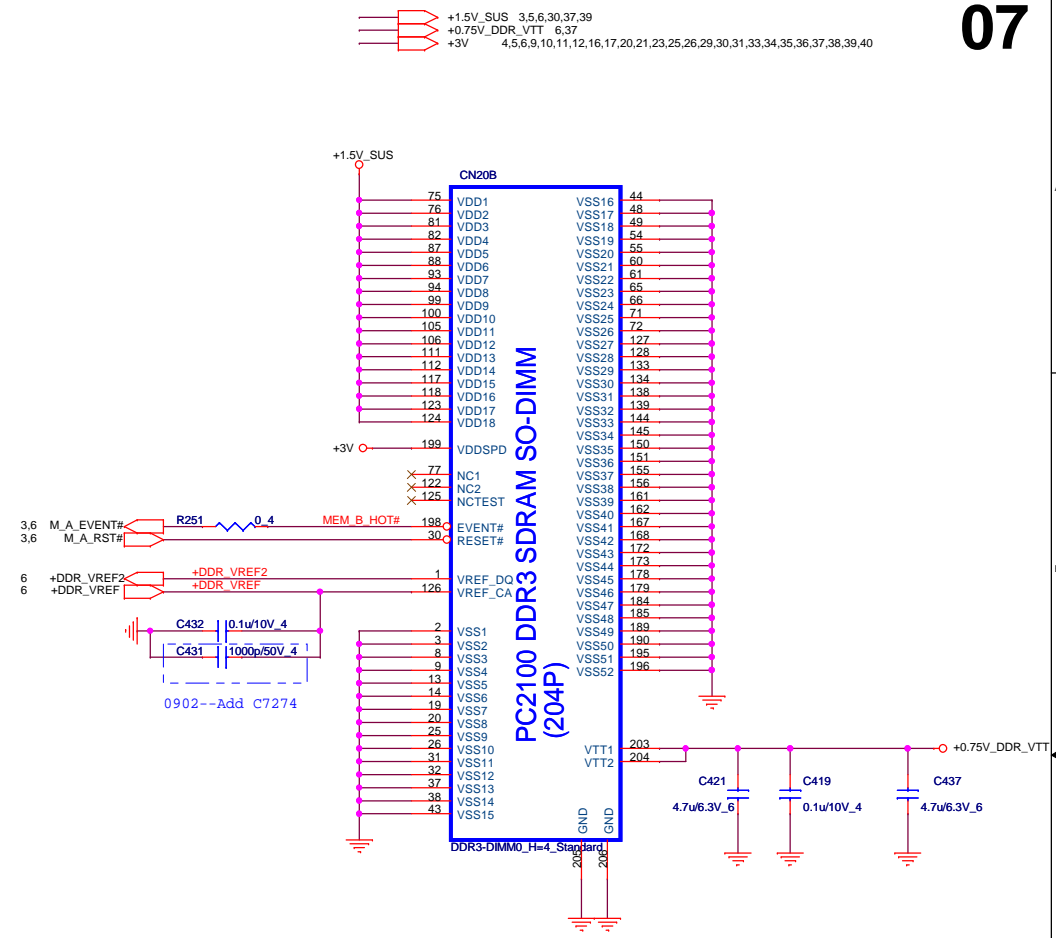 +1.5V_SUS 3,5,6,30,37,39
+0.75V_DDR_VTT 6,37
+3V 4,5,6,9,10,11,12,16,17,20,21,23,25,26,29,30,31,33,34,35,36,37,38,39,40
07
+1.5V_SUS
CN20B
75 VDD1 VSS16 44
76 VDD2 VSS17 48
81 VDD3 VSS18 49
82 VDD4 VSS19 54
87 VDD5 VSS20 55
88 VDD6 VSS21 60
93 VDD7 VSS22 61
94 VDD8 VSS23 65
99 VDD9 VSS24 66
100 VDD10 VSS25 71
105 VDD11 VSS26 72
106 VDD12 VSS27 127
111 VDD13 VSS28 128
112 VDD14 VSS29 133
117 VDD15 VSS30 134
118 VDD16 VSS31 138
123 VDD17 VSS32 139
124 VDD18 VSS33 144
VSS34 145
+3V 199 VDDSPD VSS35 150
VSS36 151
77 NC1 VSS37 155
122 NC2 VSS38 156
125 NCTEST VSS39 161
VSS40 162
3,6 M_A_EVENT# R251 0_4 MEM_B_HOT# 198 EVENT# VSS41 167
3,6 M_A_RST# 30 RESET# VSS42 168
VSS43 172
VSS44 173
6 +DDR_VREF2 +DDR_VREF2 1 VREF_DQ VSS45 178
6 +DDR_VREF +DDR_VREF 126 VREF_CA VSS46 179
VSS47 184
VSS48 185
C432 0.1u/10V_4 2 VSS1 VSS49 189
3 VSS2 VSS50 190
C431 1000p/50V_4 8 VSS3 VSS51 195
9 VSS4 VSS52 196
13 VSS5
14 VSS6
0902--Add C7274
19 VSS7
20 VSS8
25 VSS9
26 VSS10 VTT1 203 +0.75V_DDR_VTT
31 VSS11 VTT2 204
32 VSS12
37 VSS13
38 VSS14
43 VSS15
PC2100 DDR3 SDRAM SO-DIMM
(204P)
C421 C419 C437
4.7u/6.3V_6 0.1u/10V_4 4.7u/6.3V_6
GND GND
DDR3-DIMM0_H=4_Standard
205 206